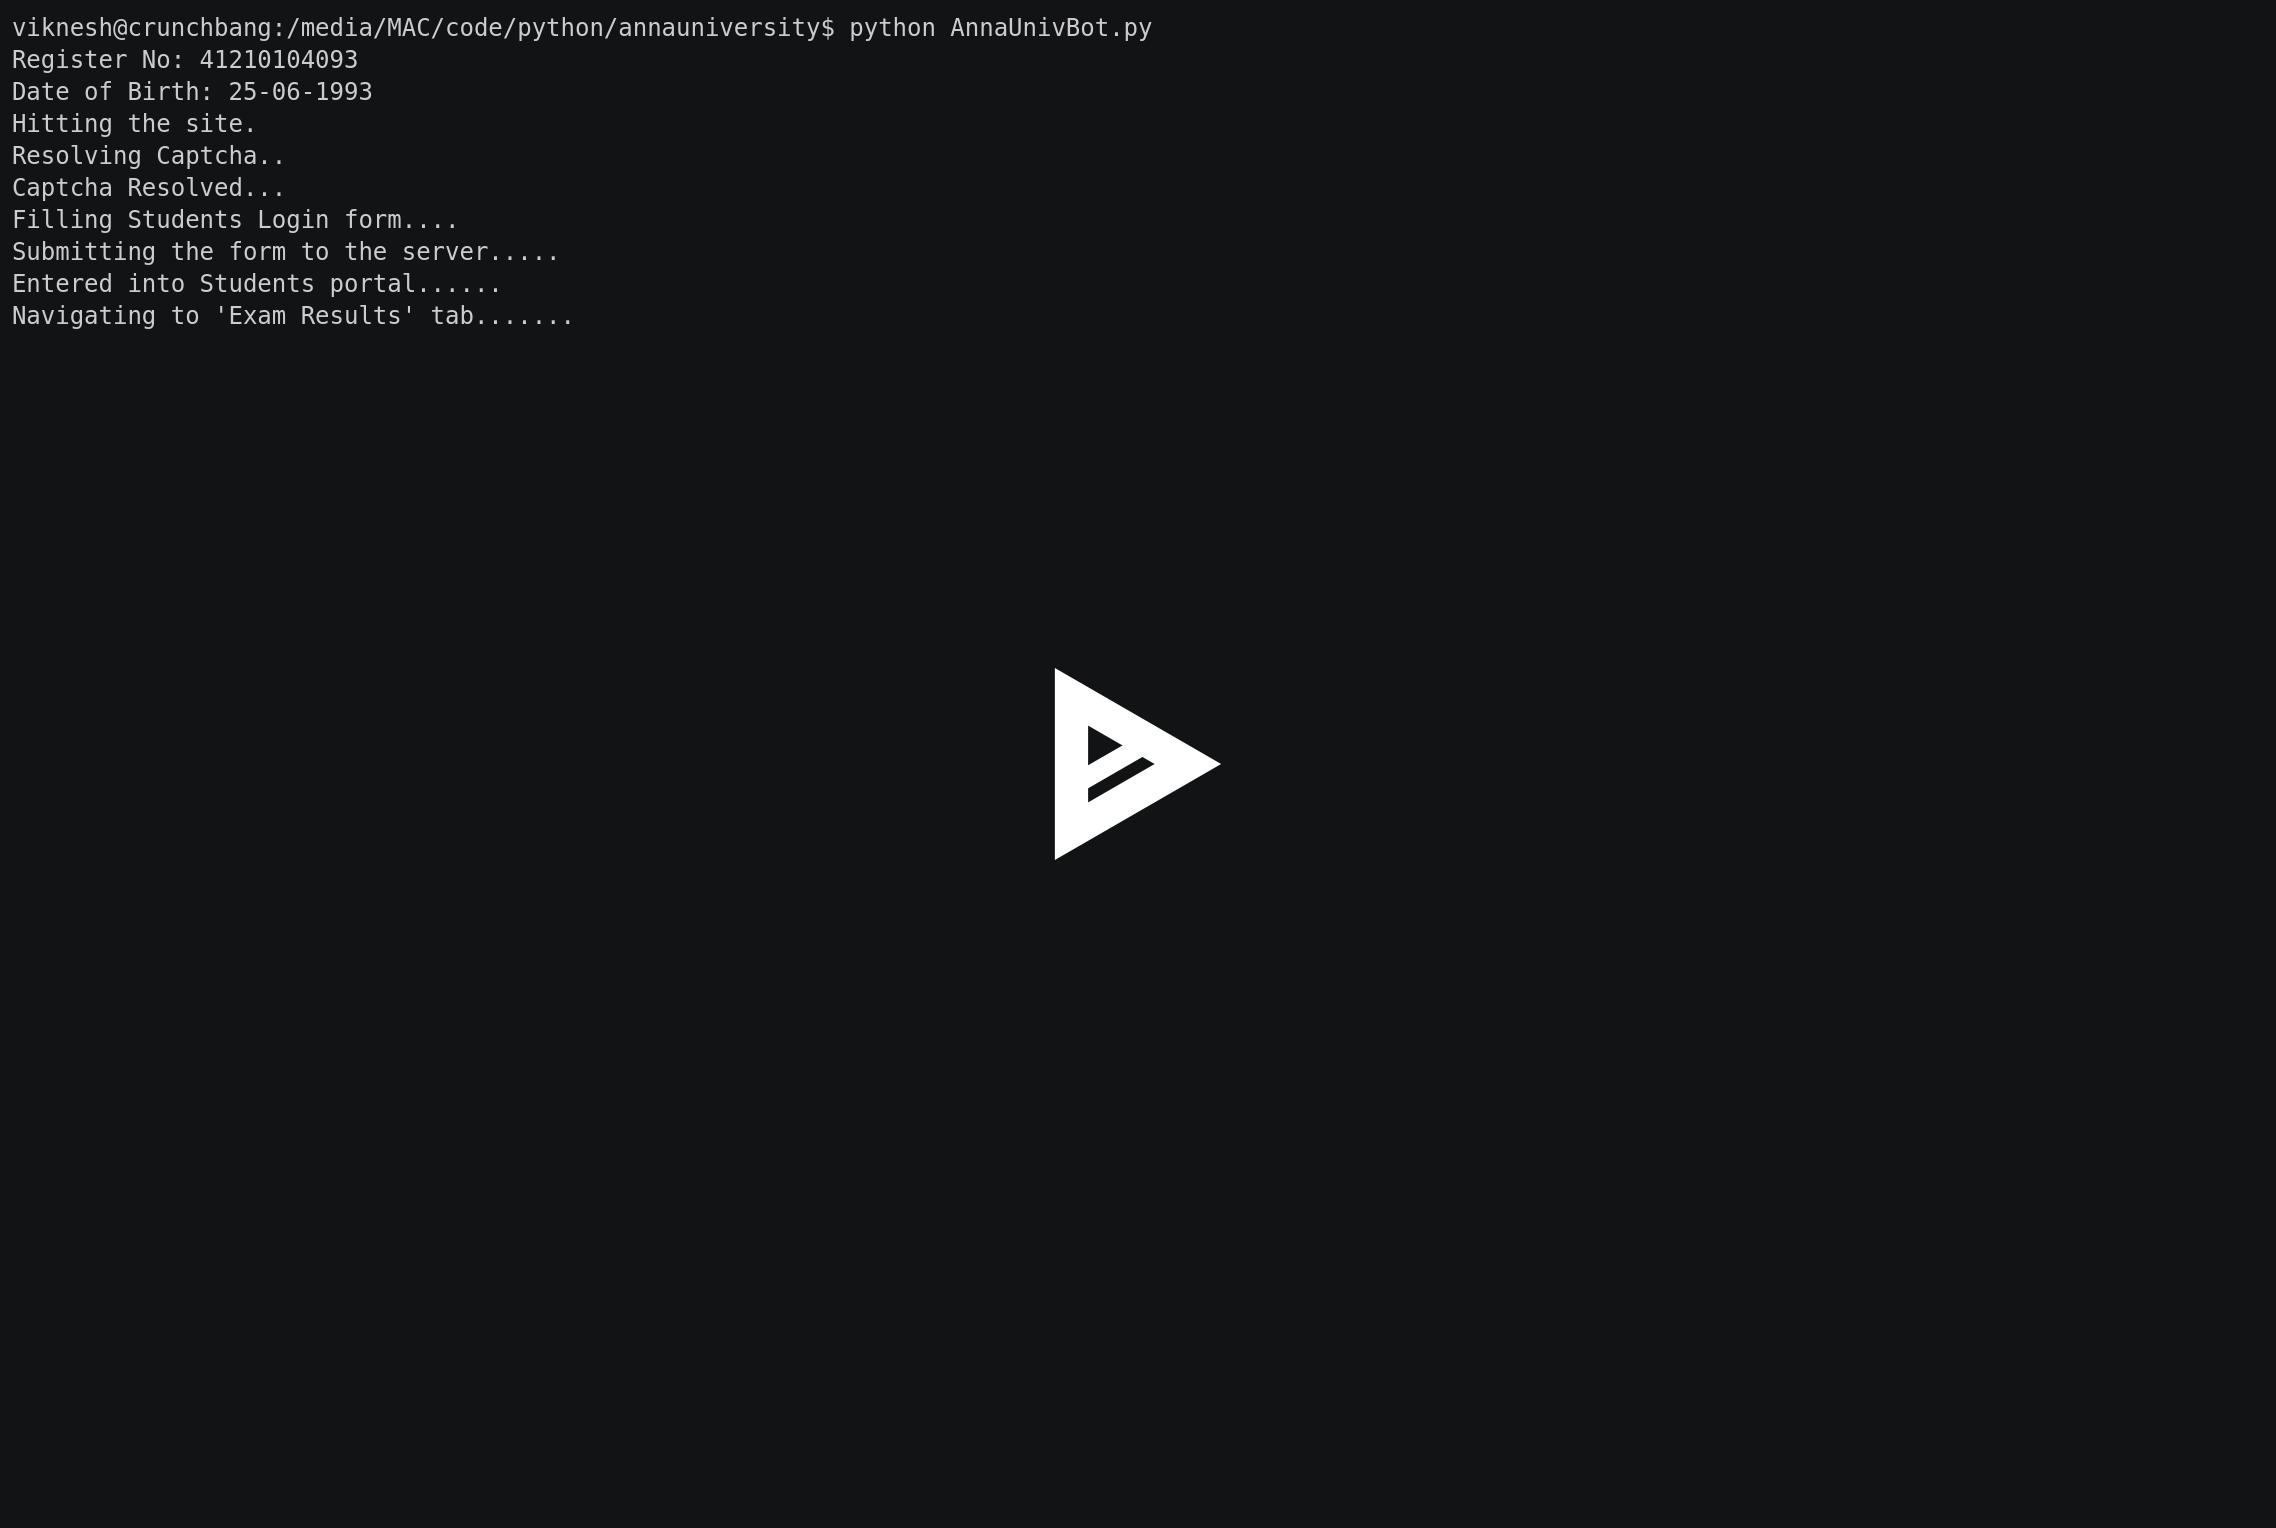 viknesh@crunchbang:/media/MAC/code/python/annauniversity$ python AnnaUnivBot.py
Register No: 41210104093
Date of Birth: 25-06-1993
Hitting the site.
Resolving Captcha..
Captcha Resolved...
Filling Students Login form....
Submitting the form to the server.....
Entered into Students portal......
Navigating to 'Exam Results' tab.......